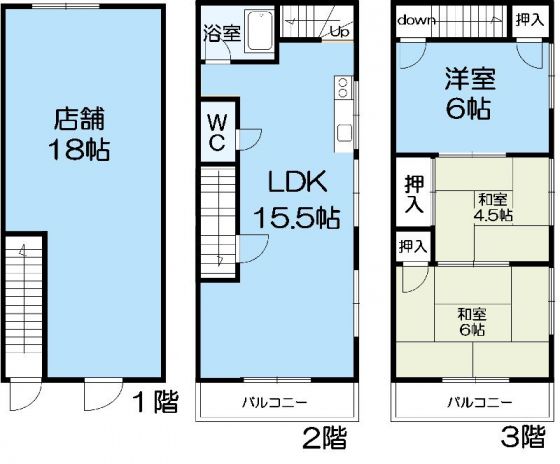 店舗
18帖
1階
浴室
Up
WC
LDK
15.5帖
バルコニー
2階
down
押入
洋室
6帖
押入
和室
4.5帖
押入
和室
6帖
バルコニー
3階